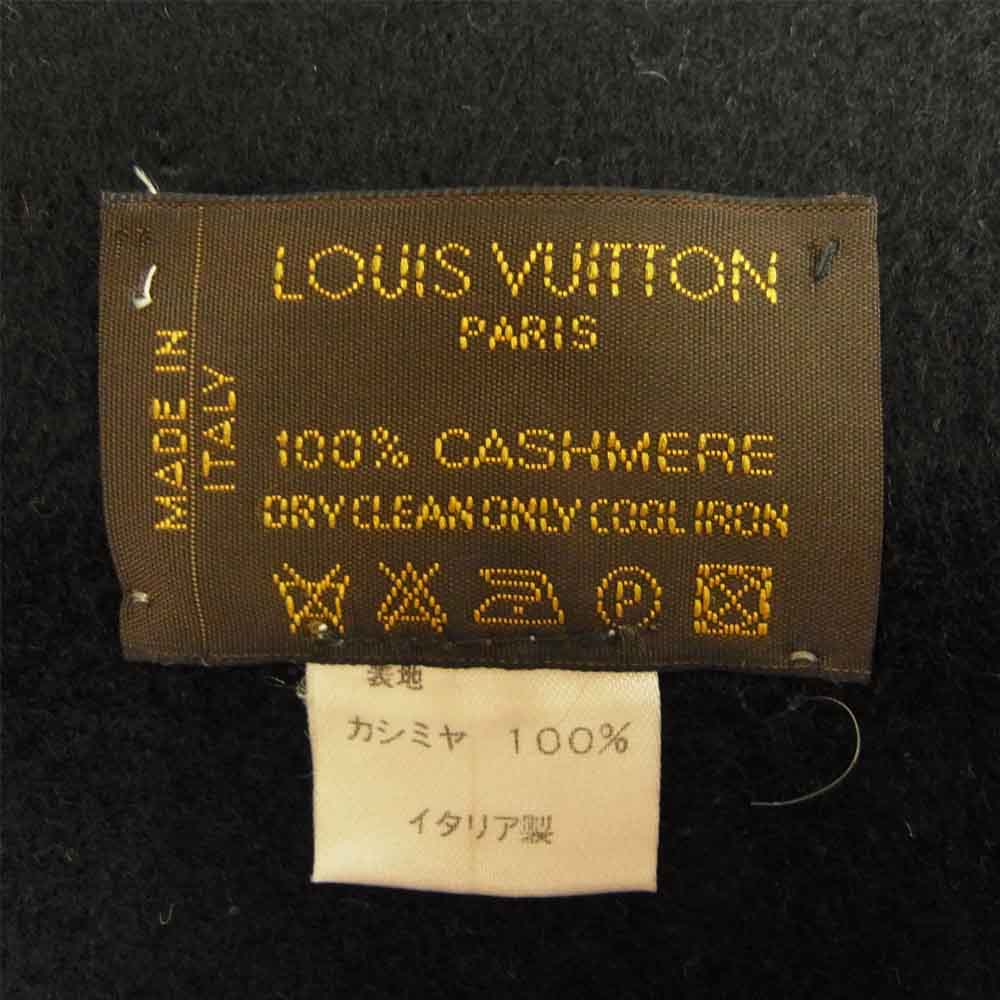 LOUIS VUITTON
PARIS
MADE IN
ITALY
100% CASHMERE
DRY CLEAN ONLY COOL IRON
P
表地
カシミヤ 100%
イタリア製